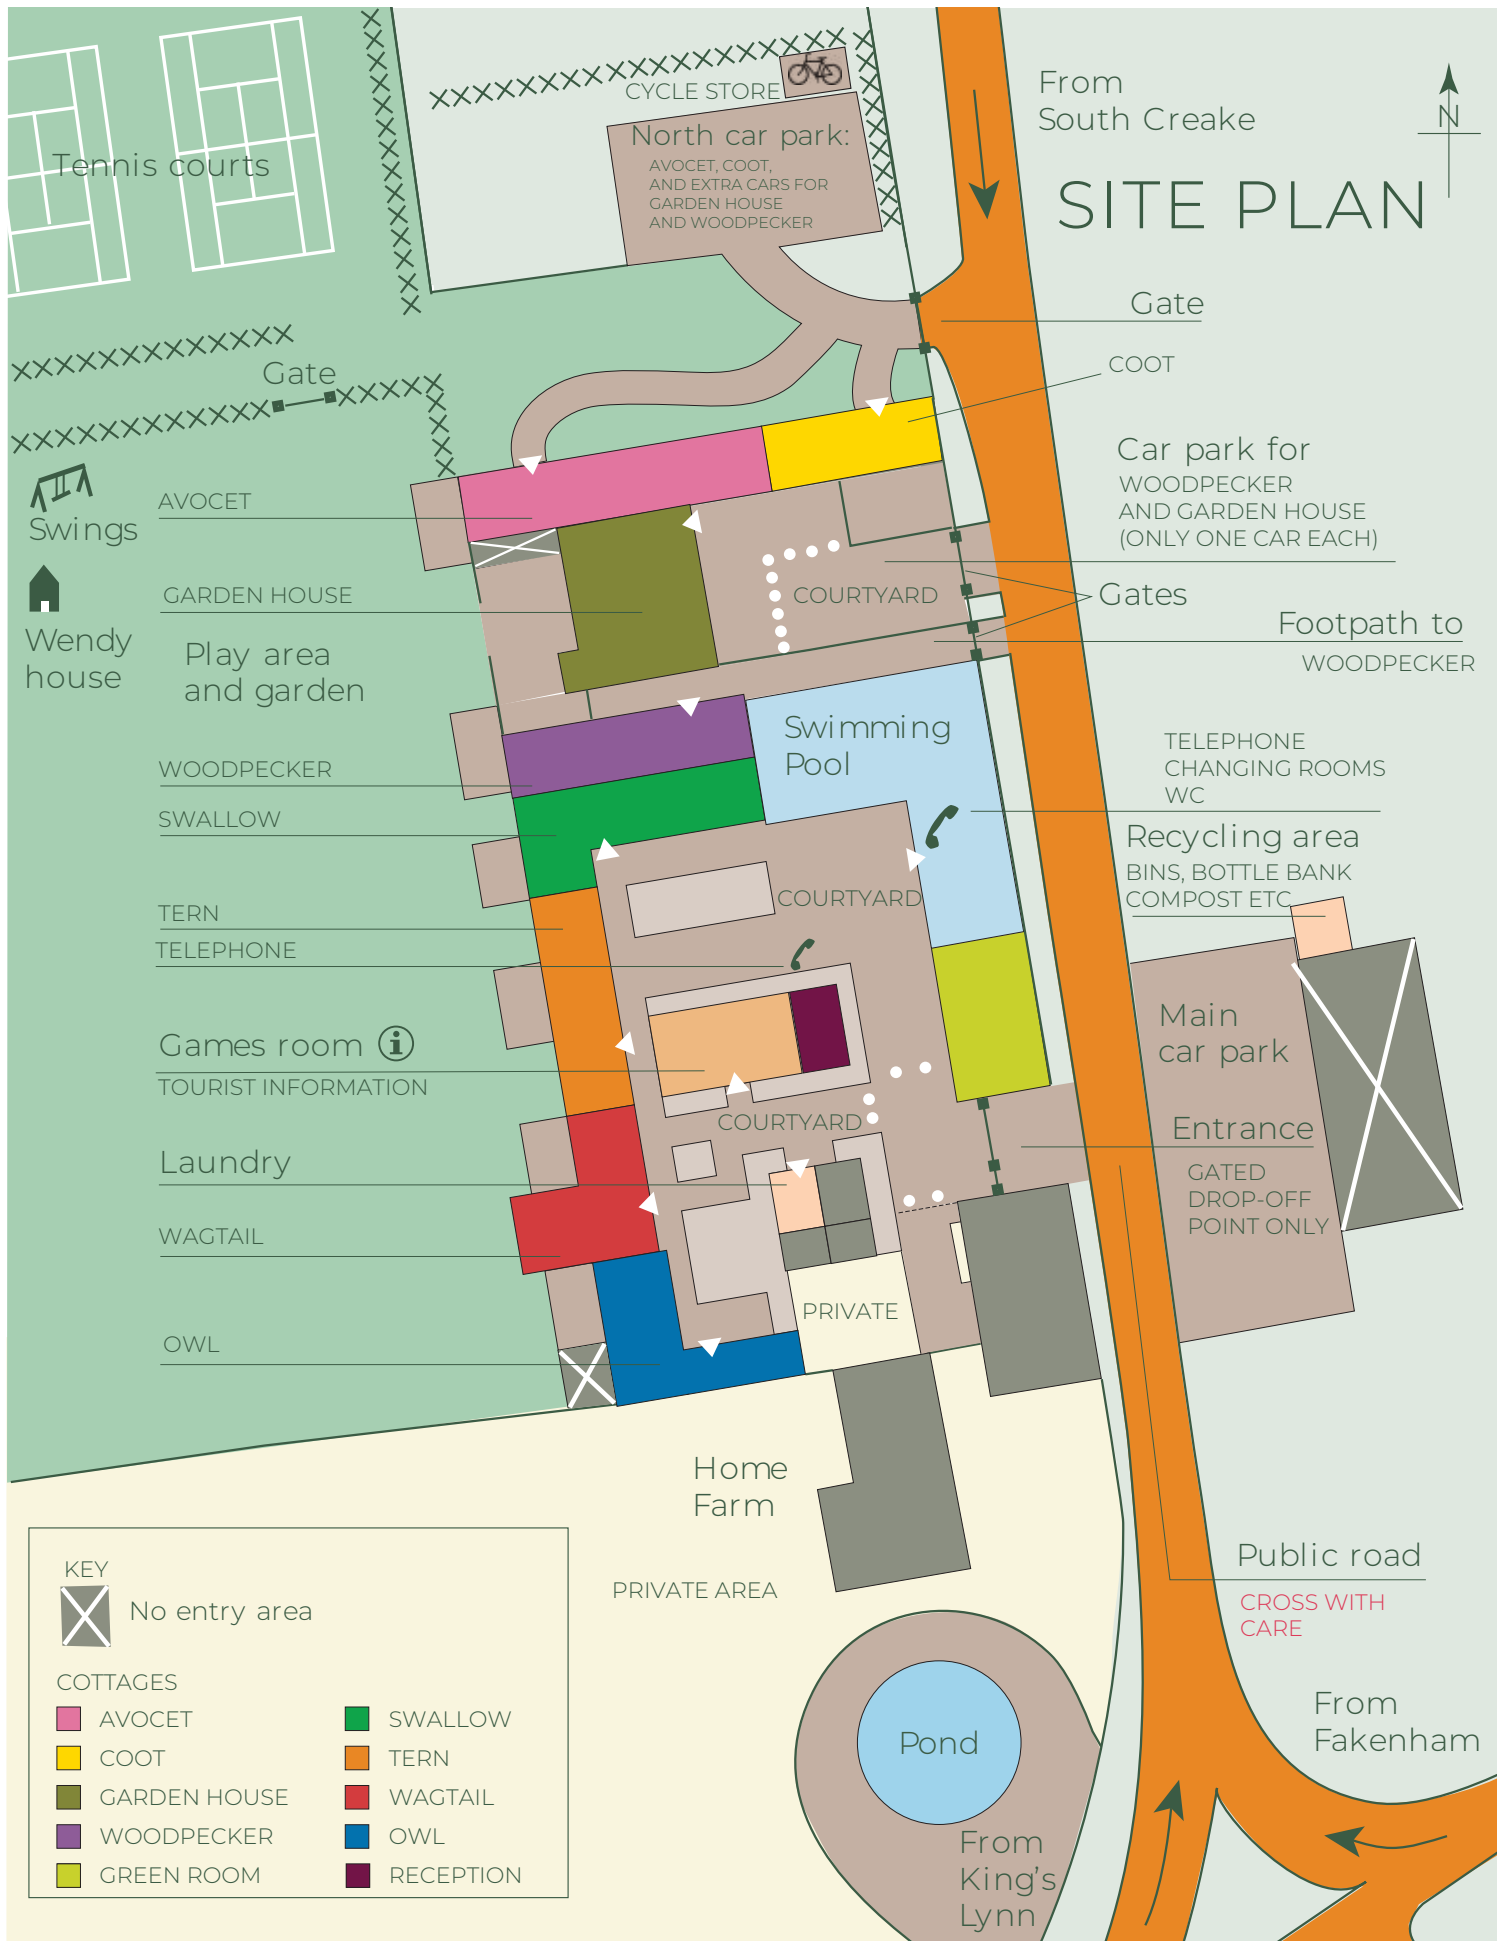 From
South Creake
N
SITE PLAN
CYCLE STORE
North car park:
AVOCET, COOT,
AND EXTRA CARS FOR
GARDEN HOUSE
AND WOODPECKER
Tennis courts
Gate
COOT
Gate
Car park for
WOODPECKER
AND GARDEN HOUSE
(ONLY ONE CAR EACH)
Swings
AVOCET
GARDEN HOUSE
COURTYARD
Gates
Footpath to
WOODPECKER
Wendy
house
Play area
and garden
Swimming
Pool
TELEPHONE
CHANGING ROOMS
WC
WOODPECKER
SWALLOW
Recycling area
BINS, BOTTLE BANK
COMPOST ETC
COURTYARD
TERN
TELEPHONE
Main
car park
Games room i
TOURIST INFORMATION
COURTYARD
Entrance
GATED
DROP-OFF
POINT ONLY
Laundry
WAGTAIL
PRIVATE
OWL
Home
Farm
PRIVATE AREA
Public road
CROSS WITH
CARE
From
Fakenham
Pond
From
King's
Lynn
KEY
No entry area
COTTAGES
AVOCET
COOT
GARDEN HOUSE
WOODPECKER
GREEN ROOM
SWALLOW
TERN
WAGTAIL
OWL
RECEPTION